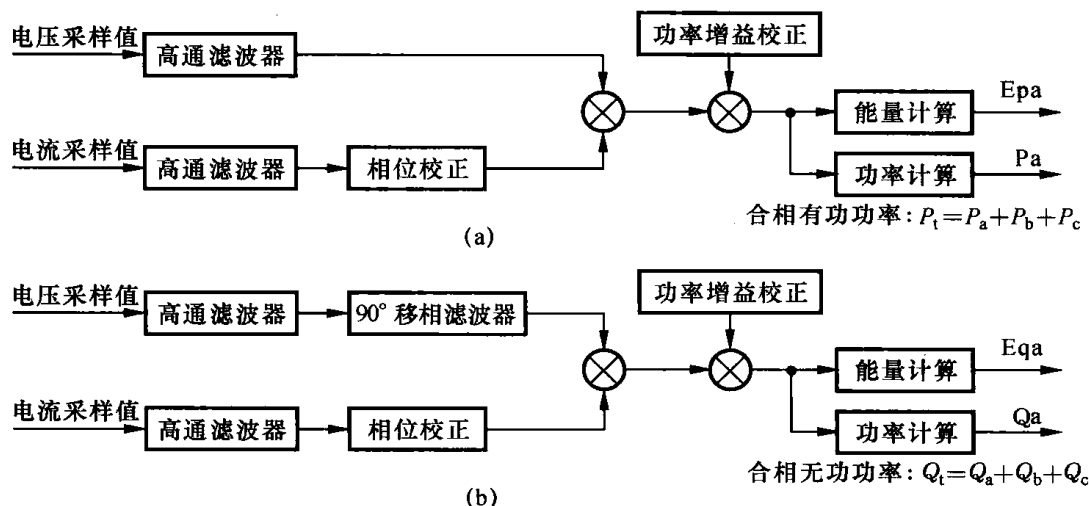 电压采样值
高通滤波器
功率增益校正
能量计算
Epa
电流采样值
高通滤波器
相位校正
功率计算
Pa
合相有功功率: Pt=Pa+Pb+Pc
(a)
电压采样值
高通滤波器
90° 移相滤波器
功率增益校正
能量计算
Eqa
电流采样值
高通滤波器
相位校正
功率计算
Qa
合相无功功率: Qt=Qa+Qb+Qc
(b)